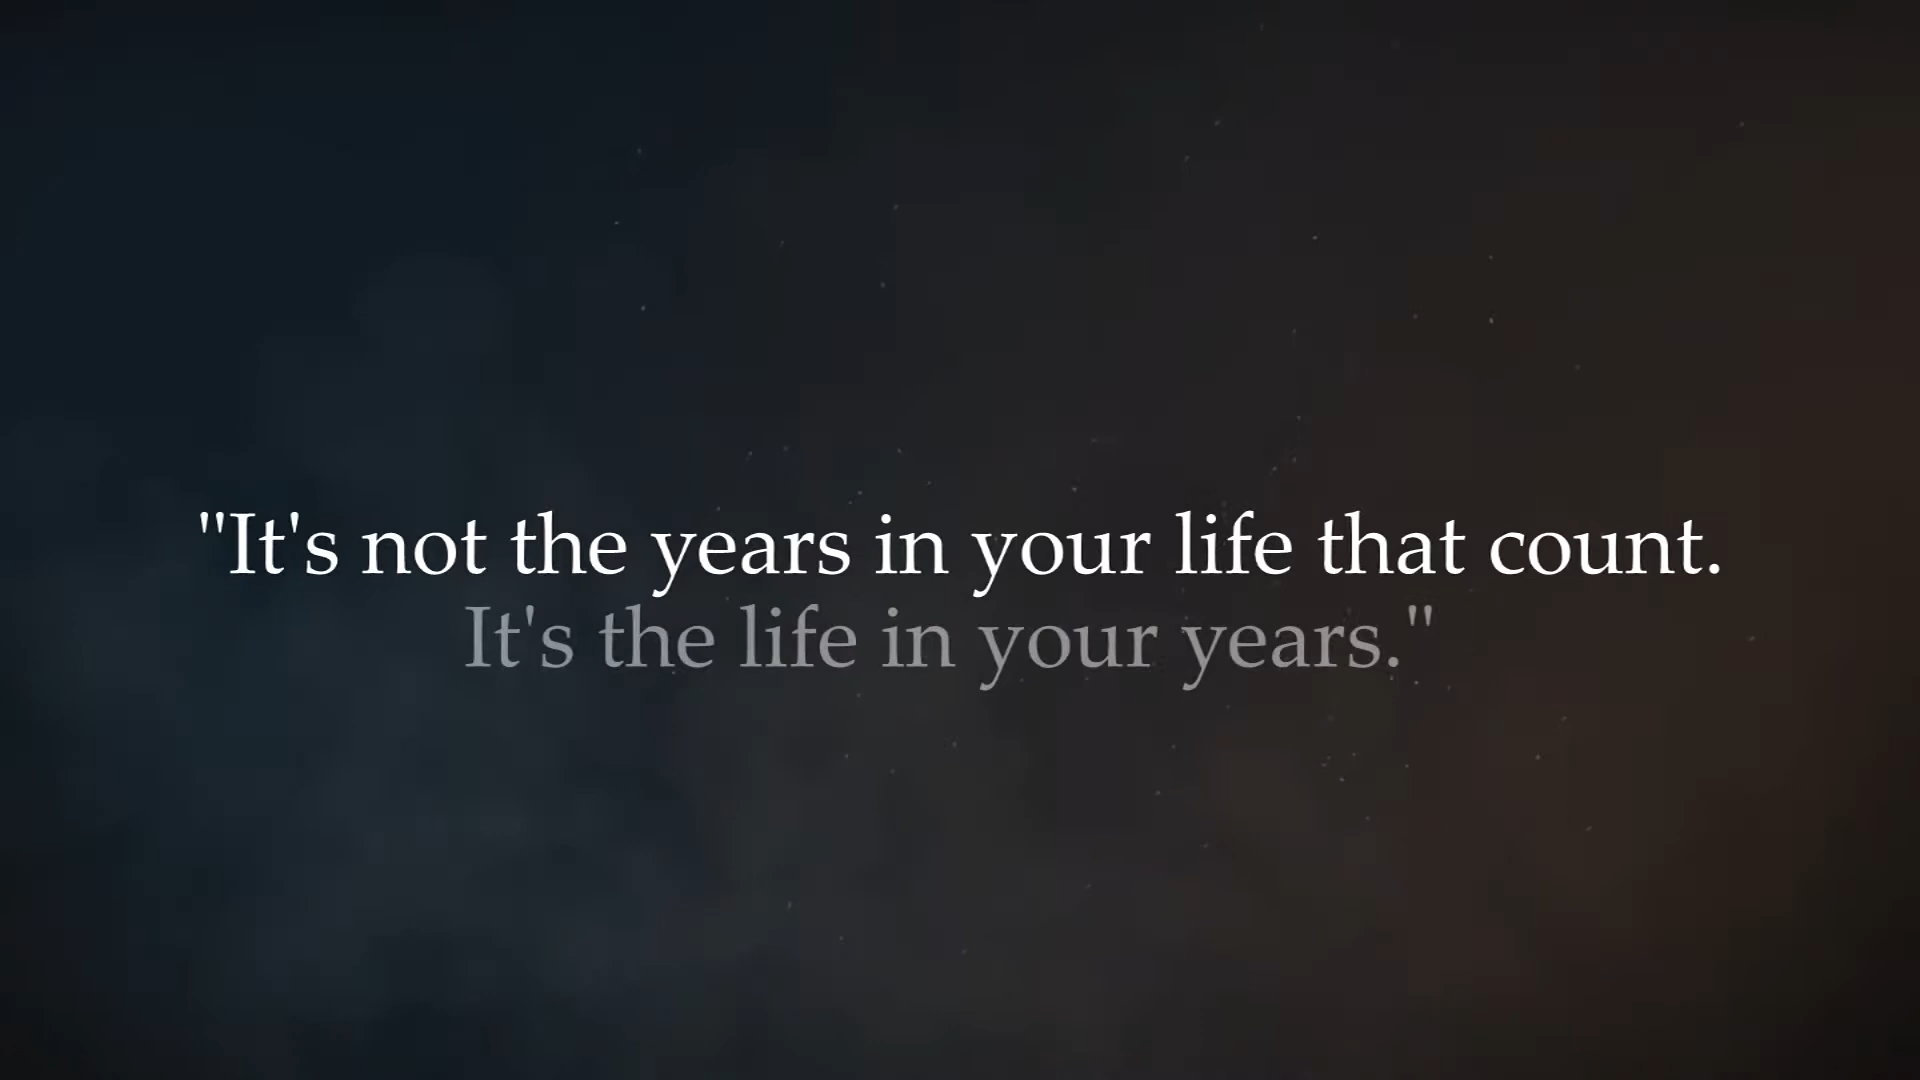 "It's not the years in your life that count.
It's the life in your years."